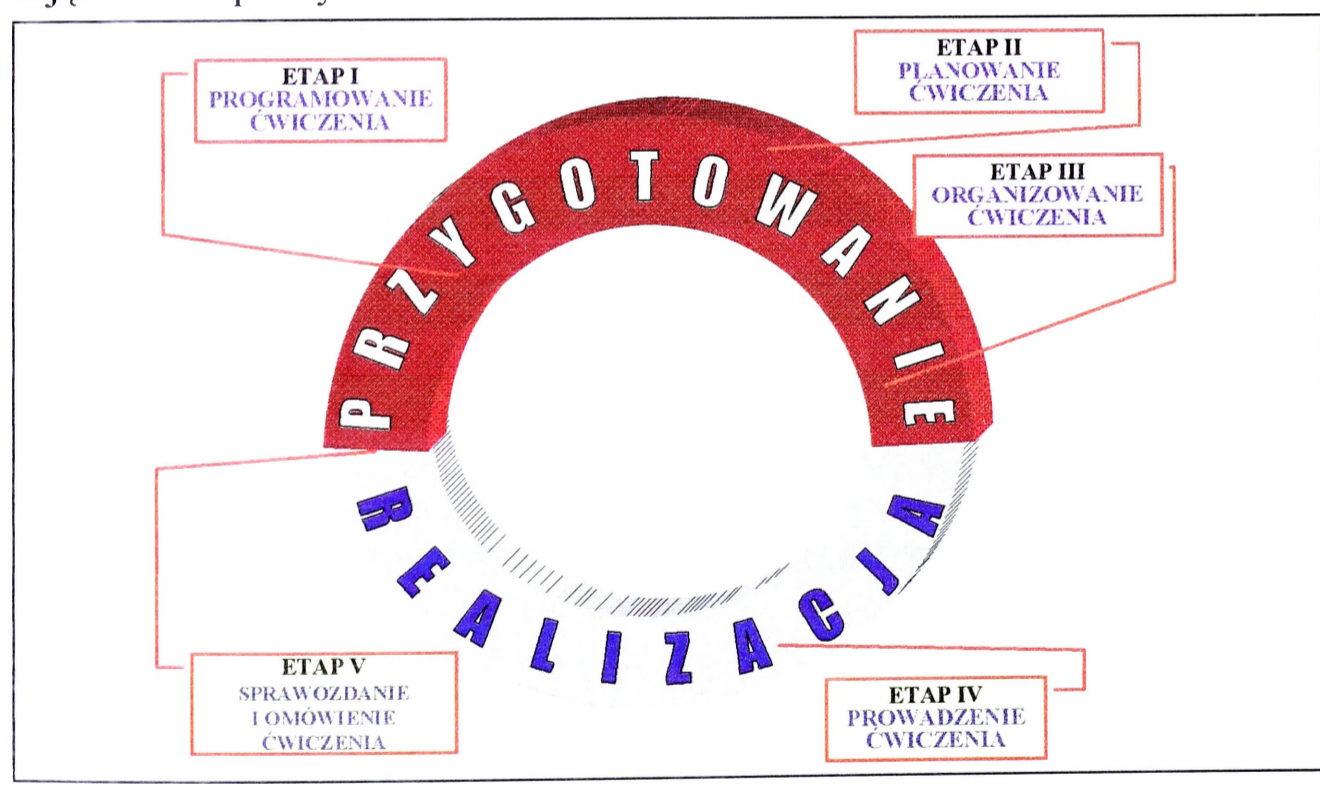 ETAP I
PROGRAMOWANIE
ĆWICZENIA
ETAP II
PLANOWANIE
ĆWICZENIA
ETAP III
ORGANIZOWANIE
ĆWICZENIA
PRZYGOTOWANIE
REALIZACJA
ETAP V
SPRAWOZDANIE
I OMÓWIENIE
ĆWICZENIA
ETAP IV
PROWADZENIE
ĆWICZENIA